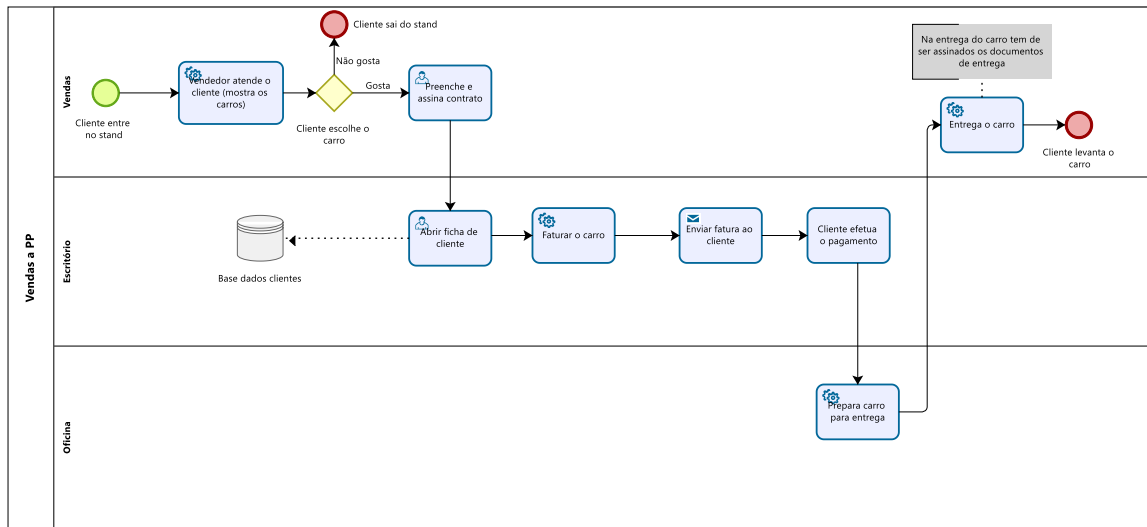 Vendas a PP
Vendas
Cliente entre
no stand
Vendedor atende o
cliente (mostra os
carros)
Cliente sai do stand
Não gosta
Gosta
Cliente escolhe o
carro
Preenche e
assina contrato
Na entrega do carro tem de
ser assinados os documentos
de entrega
Entrega o carro
Cliente levanta o
carro
Escritório
Base dados clientes
Abrir ficha de
cliente
Faturar o carro
Enviar fatura ao
cliente
Cliente efetua
o pagamento
Oficina
Prepara carro
para entrega